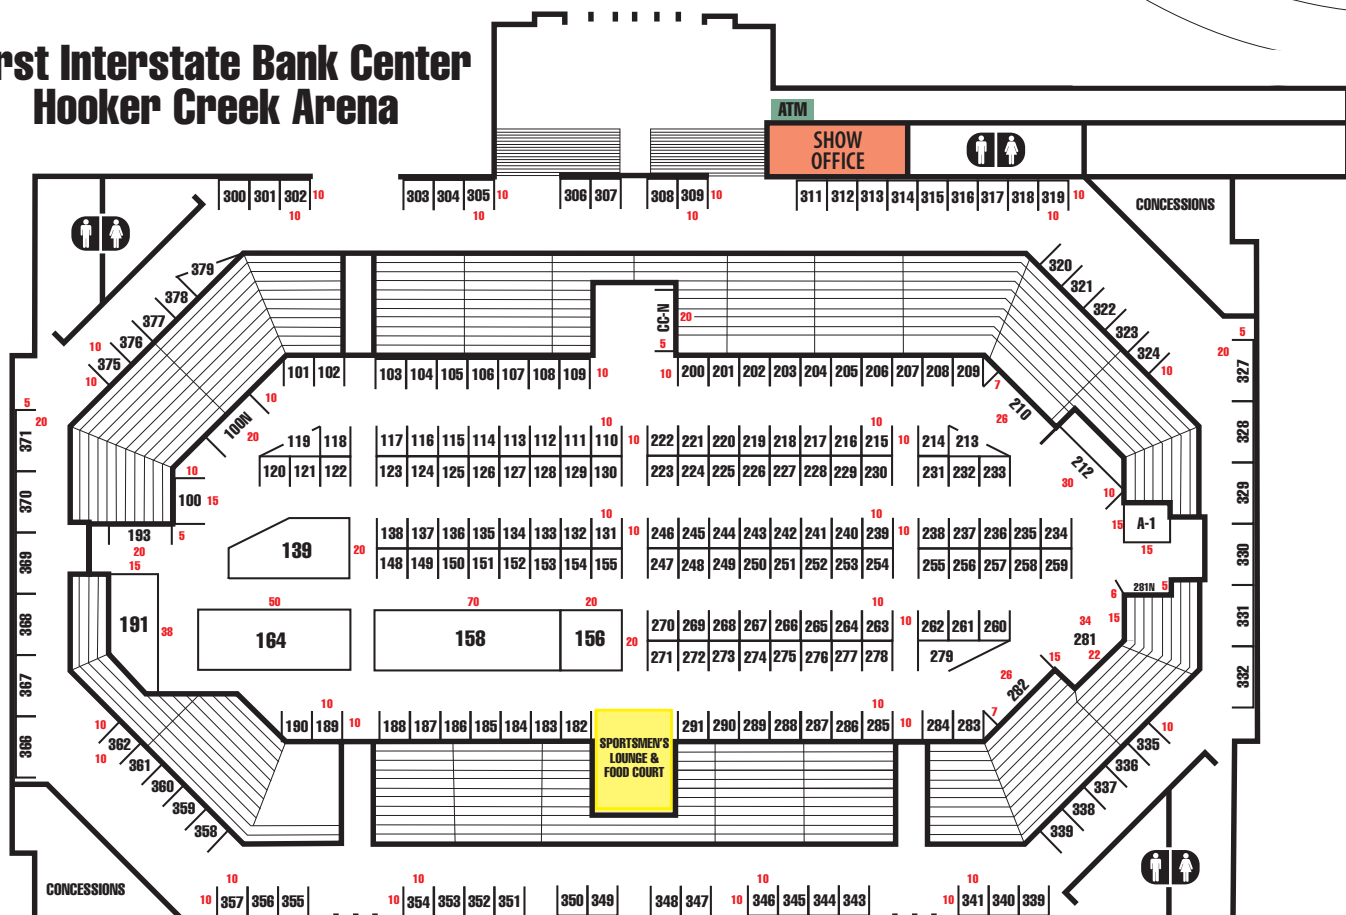 rst Interstate Bank Center
Hooker Creek Arena
ATM
SHOW
OFFICE
300 301 302 10
10
303 304 305 10
10
306 307
308 309 10
10
311 312 313 314 315 316 317 318 319 10
10
CONCESSIONS
379
378
377
376
375
10
10
320
321
322
323
324
10
CC-N
20
5
5
20
327
328
329
330
331
332
5
20
371
370
369
368
367
366
101 102
103 104 105 106 107 108 109 10
10 200 201 202 203 204 205 206 207 208 209
7
210
26
10
100N
20
119 118
120 121 122
10
117 116 115 114 113 112 111 110 10
123 124 125 126 127 128 129 130
10
222 221 220 219 218 217 216 215 10
223 224 225 226 227 228 229 230
214 213
231 232 233
212
30
10
10
100 15
193 5
20
15
139 20
10
138 137 136 135 134 133 132 131 10
148 149 150 151 152 153 154 155
10
246 245 244 243 242 241 240 239 10
247 248 249 250 251 252 253 254
238 237 236 235 234
255 256 257 258 259
15 A-1
15
281N 5
6
15
34
281
22
191 38
50
164
70
158
20
156 20
10
270 269 268 267 266 265 264 263 10
271 272 273 274 275 276 277 278
262 261 260
279
15
26
282
7
10
190 189 10
188 187 186 185 184 183 182
SPORTSMEN'S
LOUNGE &
FOOD COURT
10
291 290 289 288 287 286 285 10
284 283
10
362
10
361
360
359
358
10
335
336
337
338
339
CONCESSIONS
10
10 357 356 355
10
10 354 353 352 351
350 349
348 347
10
10 346 345 344 343
10
10 341 340 339